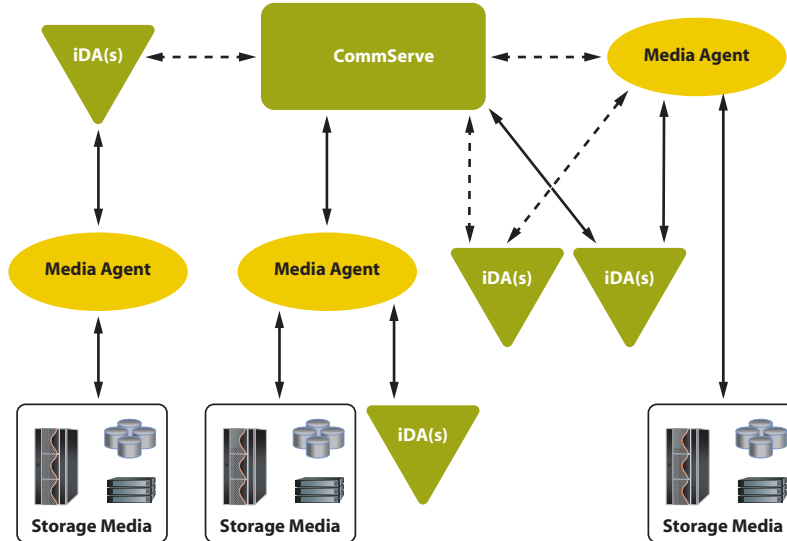 iDA(s)
CommServe
Media Agent
Media Agent
Media Agent
iDA(s)
iDA(s)
iDA(s)
Storage Media
Storage Media
Storage Media